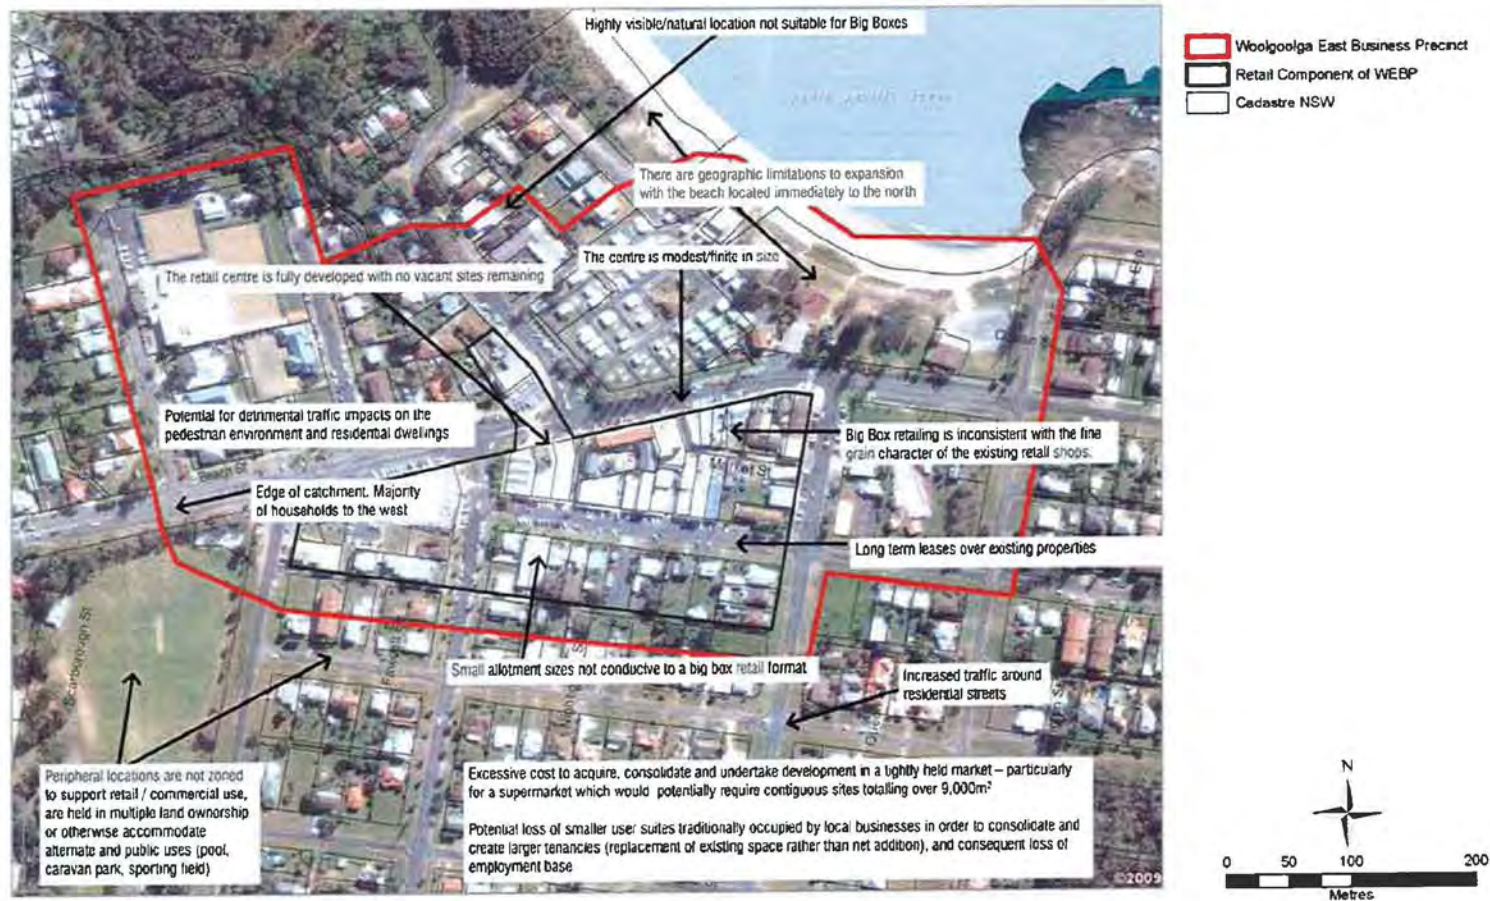 Highly visible/natural location not suitable for Big Boxes
Woolgoolga East Business Precinct
Retail Component of WEBP
Cadastre NSW
There are geographic limitations to expansion
with the beach located immediately to the north
The centre is modest/finite in size
The retail centre is fully developed with no vacant sites remaining
Potential for detrimental traffic impacts on the
pedestrian environment and residential dwellings
Big Box retailing is inconsistent with the fine
grain character of the existing retail shops.
Market St
Beach St
Edge of catchment. Majority
of households to the west
Long term leases over existing properties
Scarborough St
Small allotment sizes not conducive to a big box retail format
Increased traffic around
residential streets
Peripheral locations are not zoned
to support retail / commercial use,
are held in multiple land ownership
or otherwise accommodate
alternate and public uses (pool,
caravan park, sporting field)
Excessive cost to acquire, consolidate and undertake development in a tightly held market – particularly
for a supermarket which would potentially require contiguous sites totalling over 9,000m²
Potential loss of smaller user suites traditionally occupied by local businesses in order to consolidate and
create larger tenancies (replacement of existing space rather than net addition), and consequent loss of
employment base
©2009
N
0 50 100 200
Metres